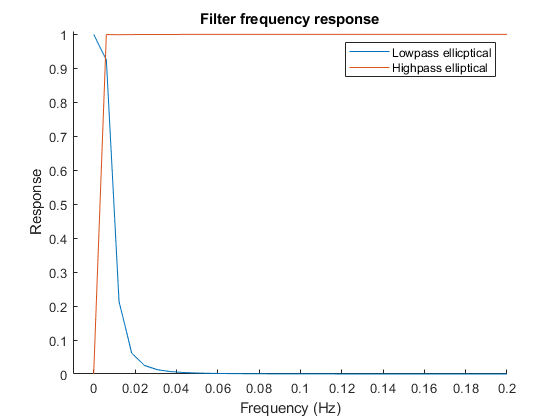 Filter frequency response
Lowpass ellicptical
Highpass elliptical
1
0.9
0.8
0.7
0.6
0.5
0.4
0.3
0.2
0.1
0
Response
0 0.02 0.04 0.06 0.08 0.1 0.12 0.14 0.16 0.18 0.2
Frequency (Hz)